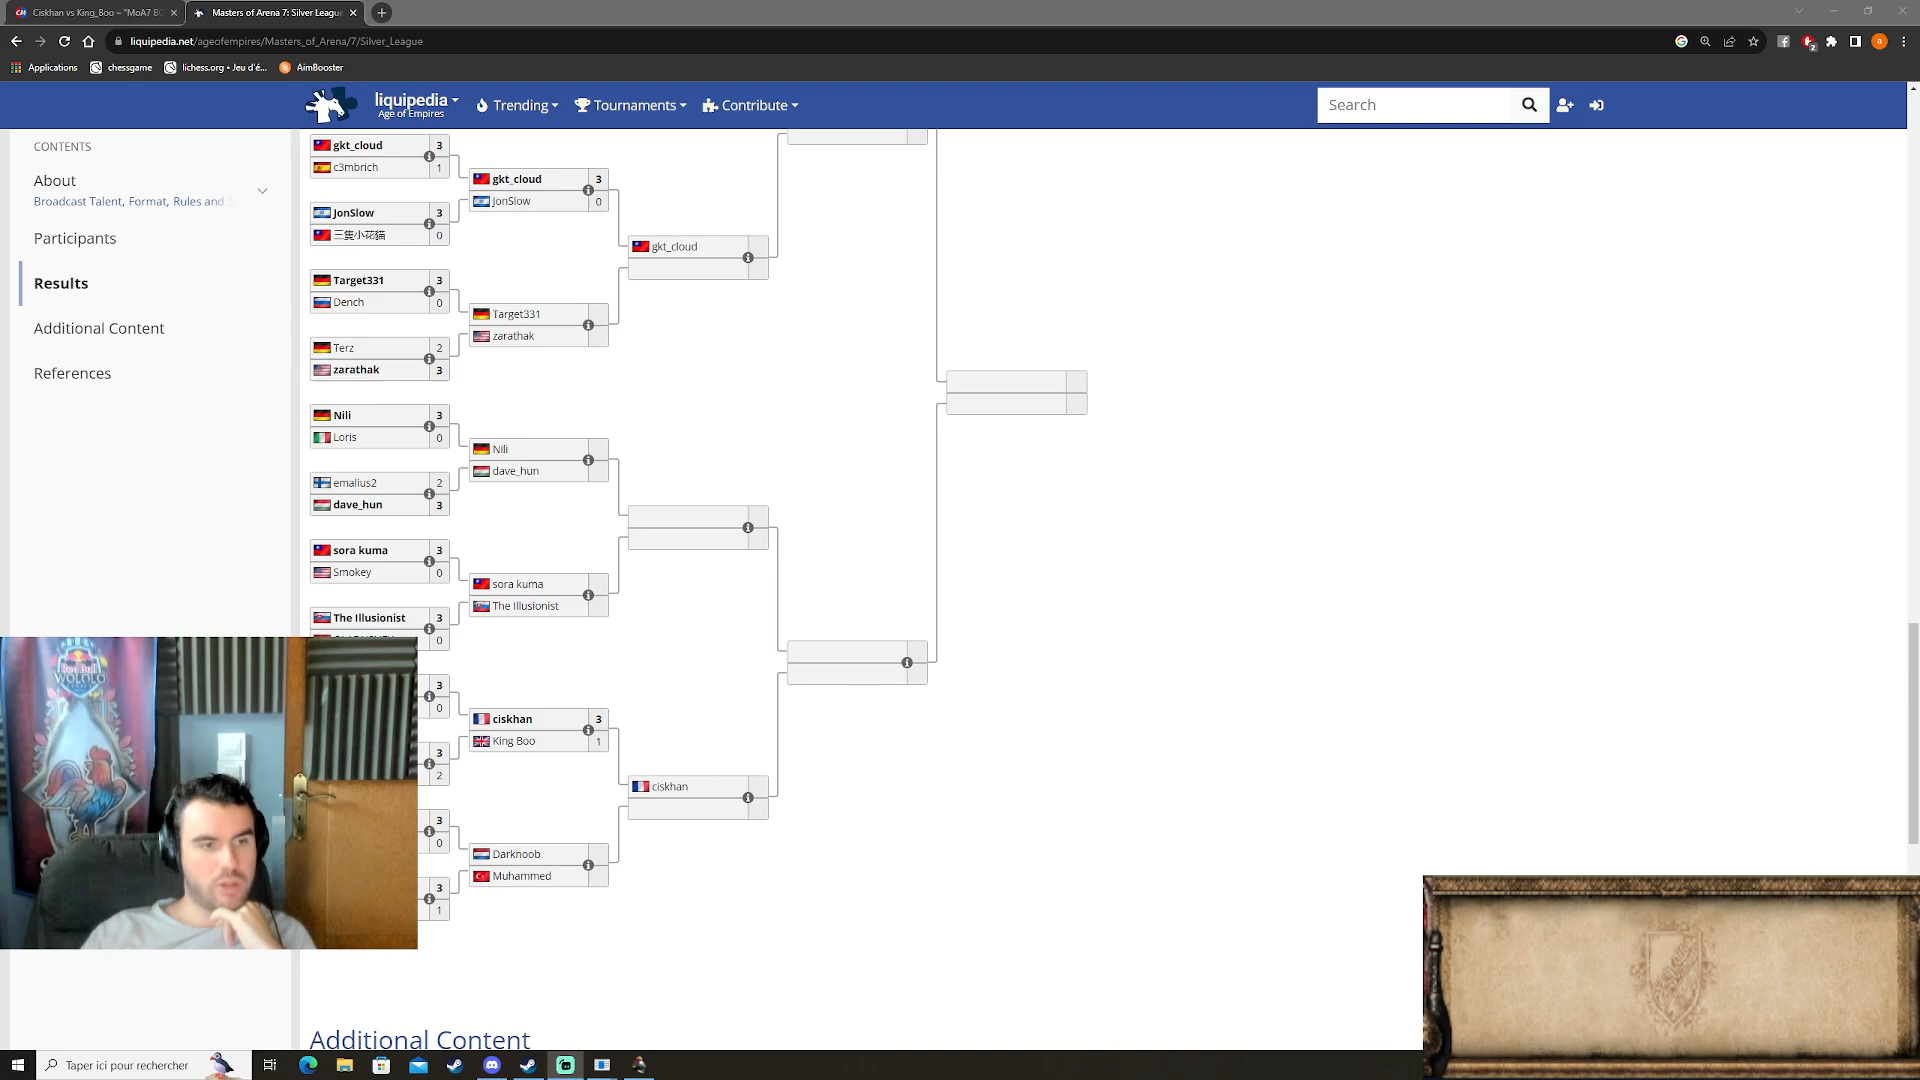 Ciskhan vs King_Boo – "MoA7 BO
Masters of Arena 7: Silver League
liquipedia.net/ageofempires/Masters_of_Arena/7/Silver_League
Applications
chessgame
lichess.org • Jeu d'é...
AimBooster
liquipedia
Age of Empires
Trending
Tournaments
Contribute
Search
CONTENTS
About
Broadcast Talent, Format, Rules and S
Participants
Results
Additional Content
References
gkt_cloud 3
c3mbrich 1
JonSlow 3
三隻小花貓 0
Target331 3
Dench 0
Terz 2
zarathak 3
Nili 3
Loris 0
emalius2 2
dave_hun 3
sora kuma 3
Smokey 0
The Illusionist 3
0
3
0
3
2
3
0
3
1
gkt_cloud 3
JonSlow 0
Target331
zarathak
Nili
dave_hun
sora kuma
The Illusionist
ciskhan 3
King Boo 1
Darknoob
Muhammed
gkt_cloud
ciskhan
Red Bull
WOLOLO
Additional Content
Taper ici pour rechercher